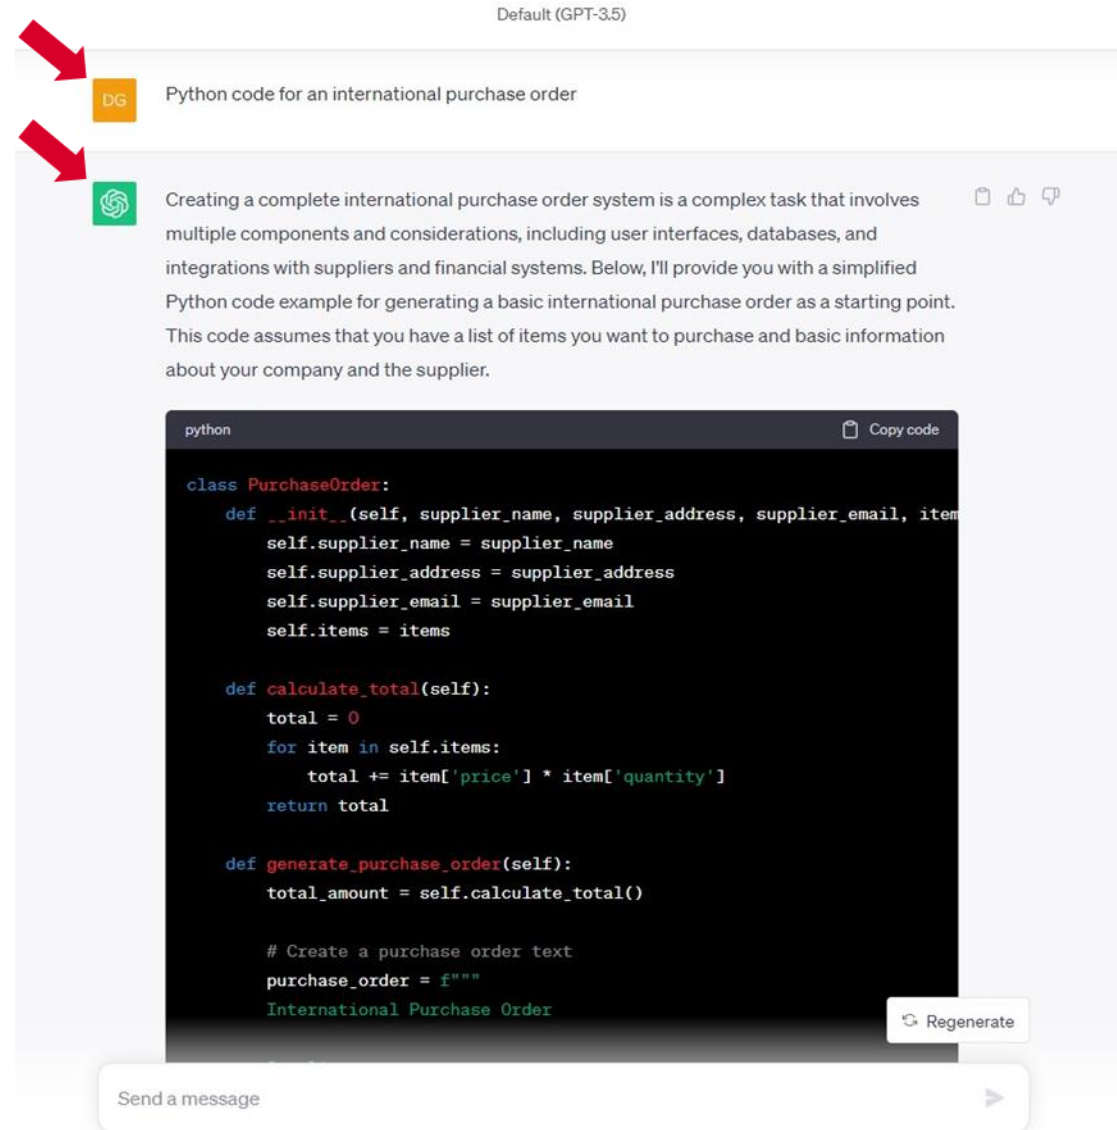 Default (GPT-3.5)
DG
Python code for an international purchase order
Creating a complete international purchase order system is a complex task that involves
multiple components and considerations, including user interfaces, databases, and
integrations with suppliers and financial systems. Below, I'll provide you with a simplified
Python code example for generating a basic international purchase order as a starting point.
This code assumes that you have a list of items you want to purchase and basic information
about your company and the supplier.
python
Copy code
class PurchaseOrder:
    def __init__(self, supplier_name, supplier_address, supplier_email, item
        self.supplier_name = supplier_name
        self.supplier_address = supplier_address
        self.supplier_email = supplier_email
        self.items = items
    def calculate_total(self):
        total = 0
        for item in self.items:
            total += item['price'] * item['quantity']
        return total
    def generate_purchase_order(self):
        total_amount = self.calculate_total()
        # Create a purchase order text
        purchase_order = f"""
        International Purchase Order
Regenerate
Send a message